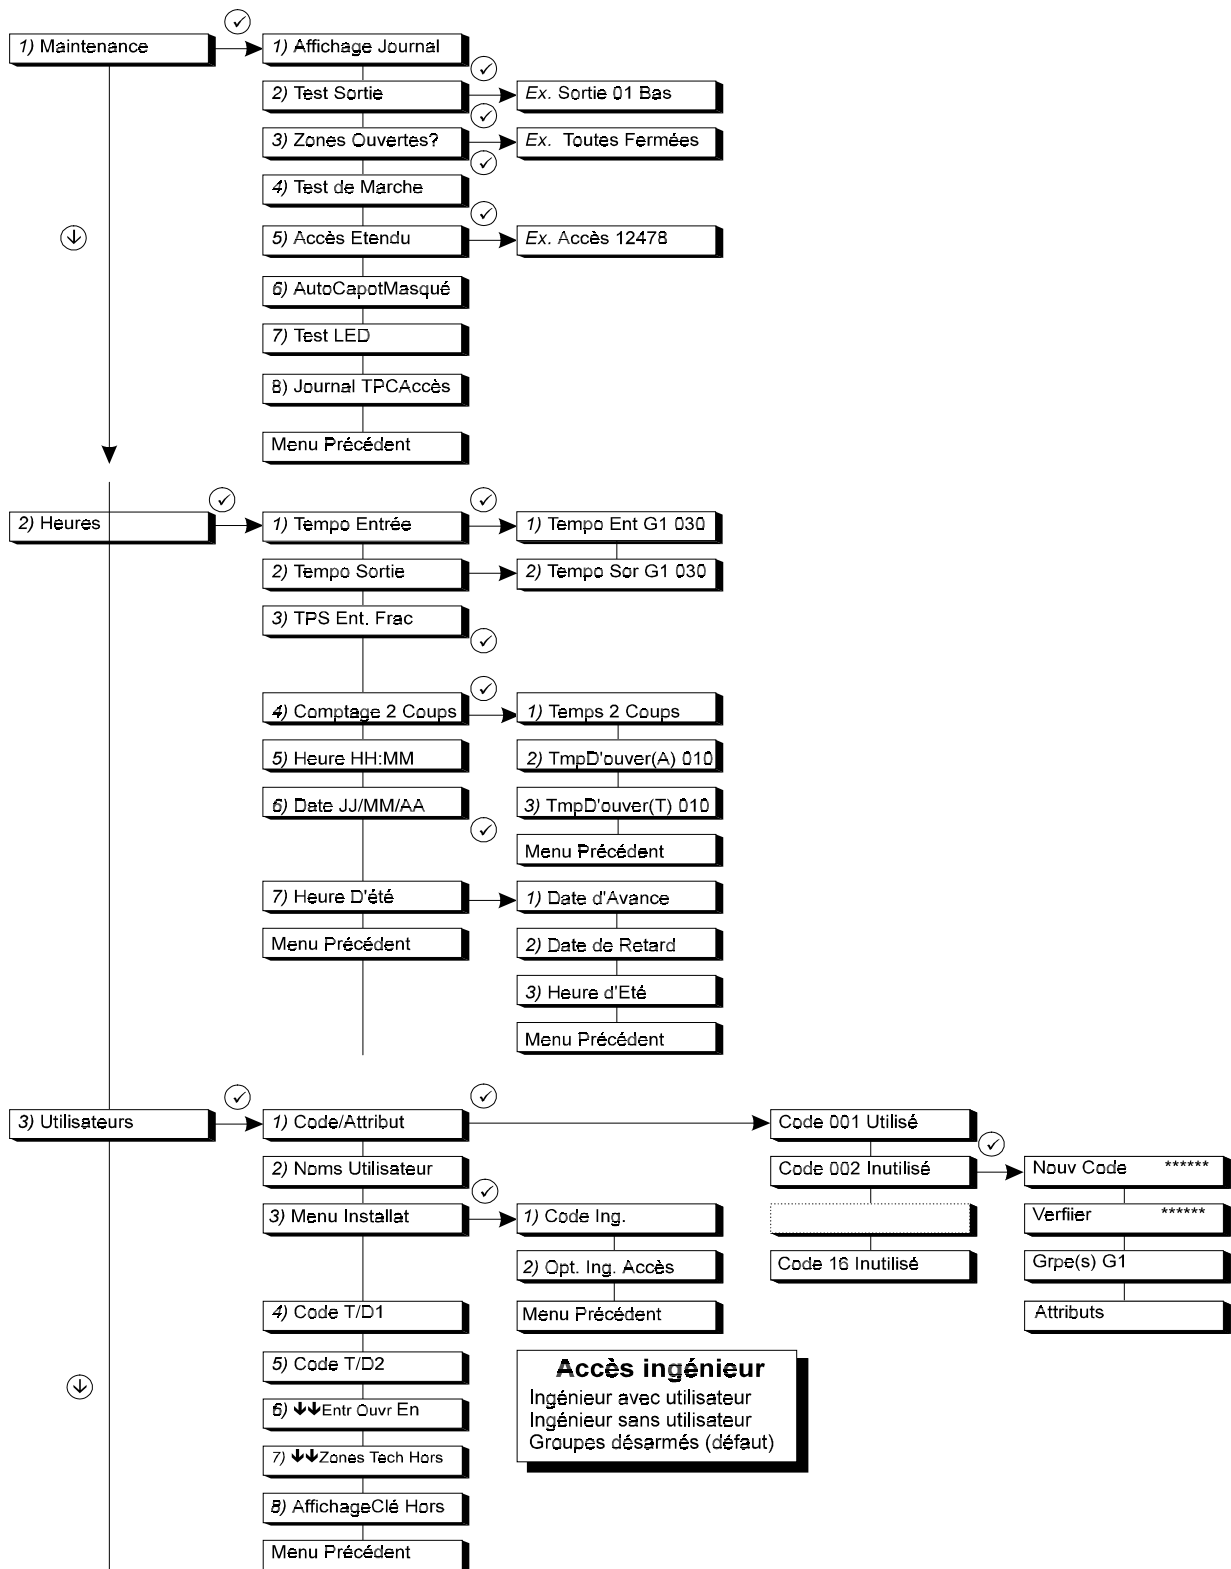 1) Maintenance
1) Affichage Journal
2) Test Sortie
Ex. Sortie 01 Bas
3) Zones Ouvertes?
Ex. Toutes Fermées
4) Test de Marche
5) Accès Etendu
Ex. Accès 12478
6) AutoCapotMasqué
7) Test LED
8) Journal TPCAccès
Menu Précédent
2) Heures
1) Tempo Entrée
1) Tempo Ent G1 030
2) Tempo Sortie
2) Tempo Sor G1 030
3) TPS Ent. Frac
4) Comptage 2 Coups
1) Temps 2 Coups
5) Heure HH:MM
2) TmpD'ouver(A) 010
6) Date JJ/MM/AA
3) TmpD'ouver(T) 010
Menu Précédent
7) Heure D'été
1) Date d'Avance
Menu Précédent
2) Date de Retard
3) Heure d'Eté
Menu Précédent
3) Utilisateurs
1) Code/Attribut
Code 001 Utilisé
2) Noms Utilisateur
Code 002 Inutilisé
Nouv Code ******
3) Menu Installat
1) Code Ing.
Verfiier ******
2) Opt. Ing. Accès
Code 16 Inutilisé
Grpe(s) G1
4) Code T/D1
Menu Précédent
Attributs
5) Code T/D2
Accès ingénieur
Ingénieur avec utilisateur
Ingénieur sans utilisateur
Groupes désarmés (défaut)
6) ↓↓Entr Ouvr En
7) ↓↓Zones Tech Hors
8) AffichageClé Hors
Menu Précédent